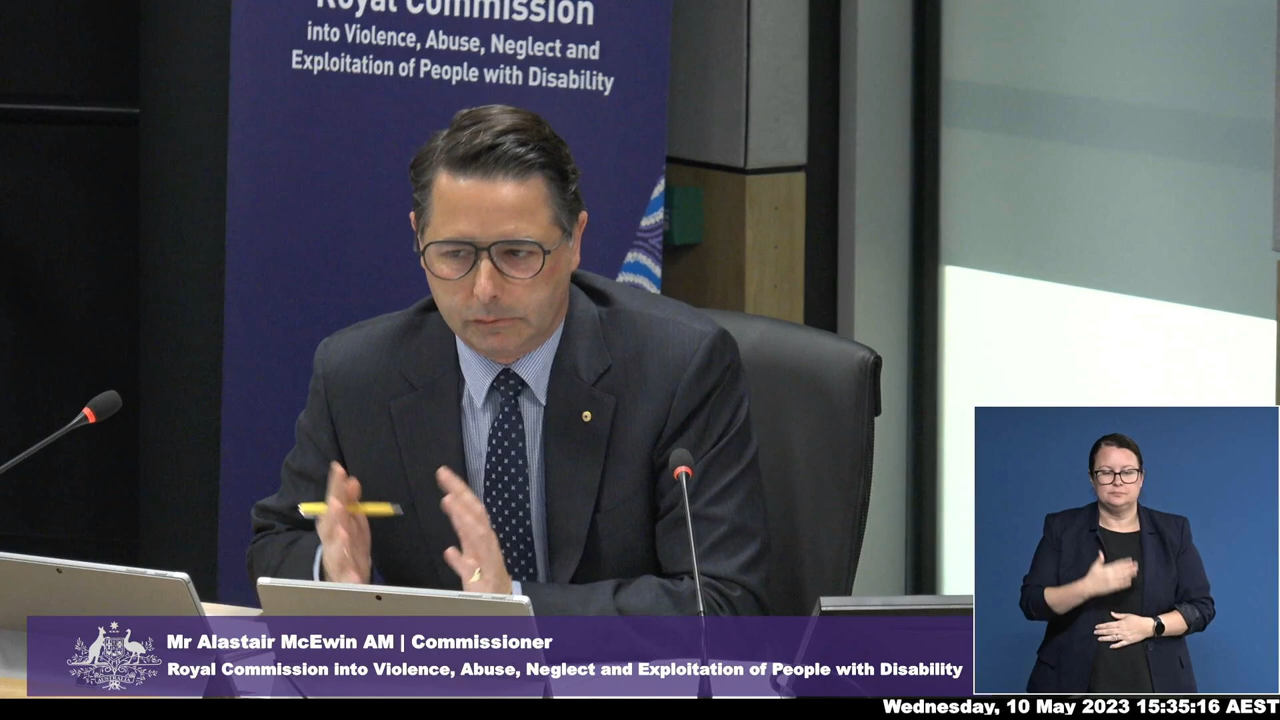 Royal Commission
into Violence, Abuse, Neglect and
Exploitation of People with Disability
Mr Alastair McEwin AM | Commissioner
Royal Commission into Violence, Abuse, Neglect and Exploitation of People with Disability
Wednesday, 10 May 2023 15:35:16 AEST